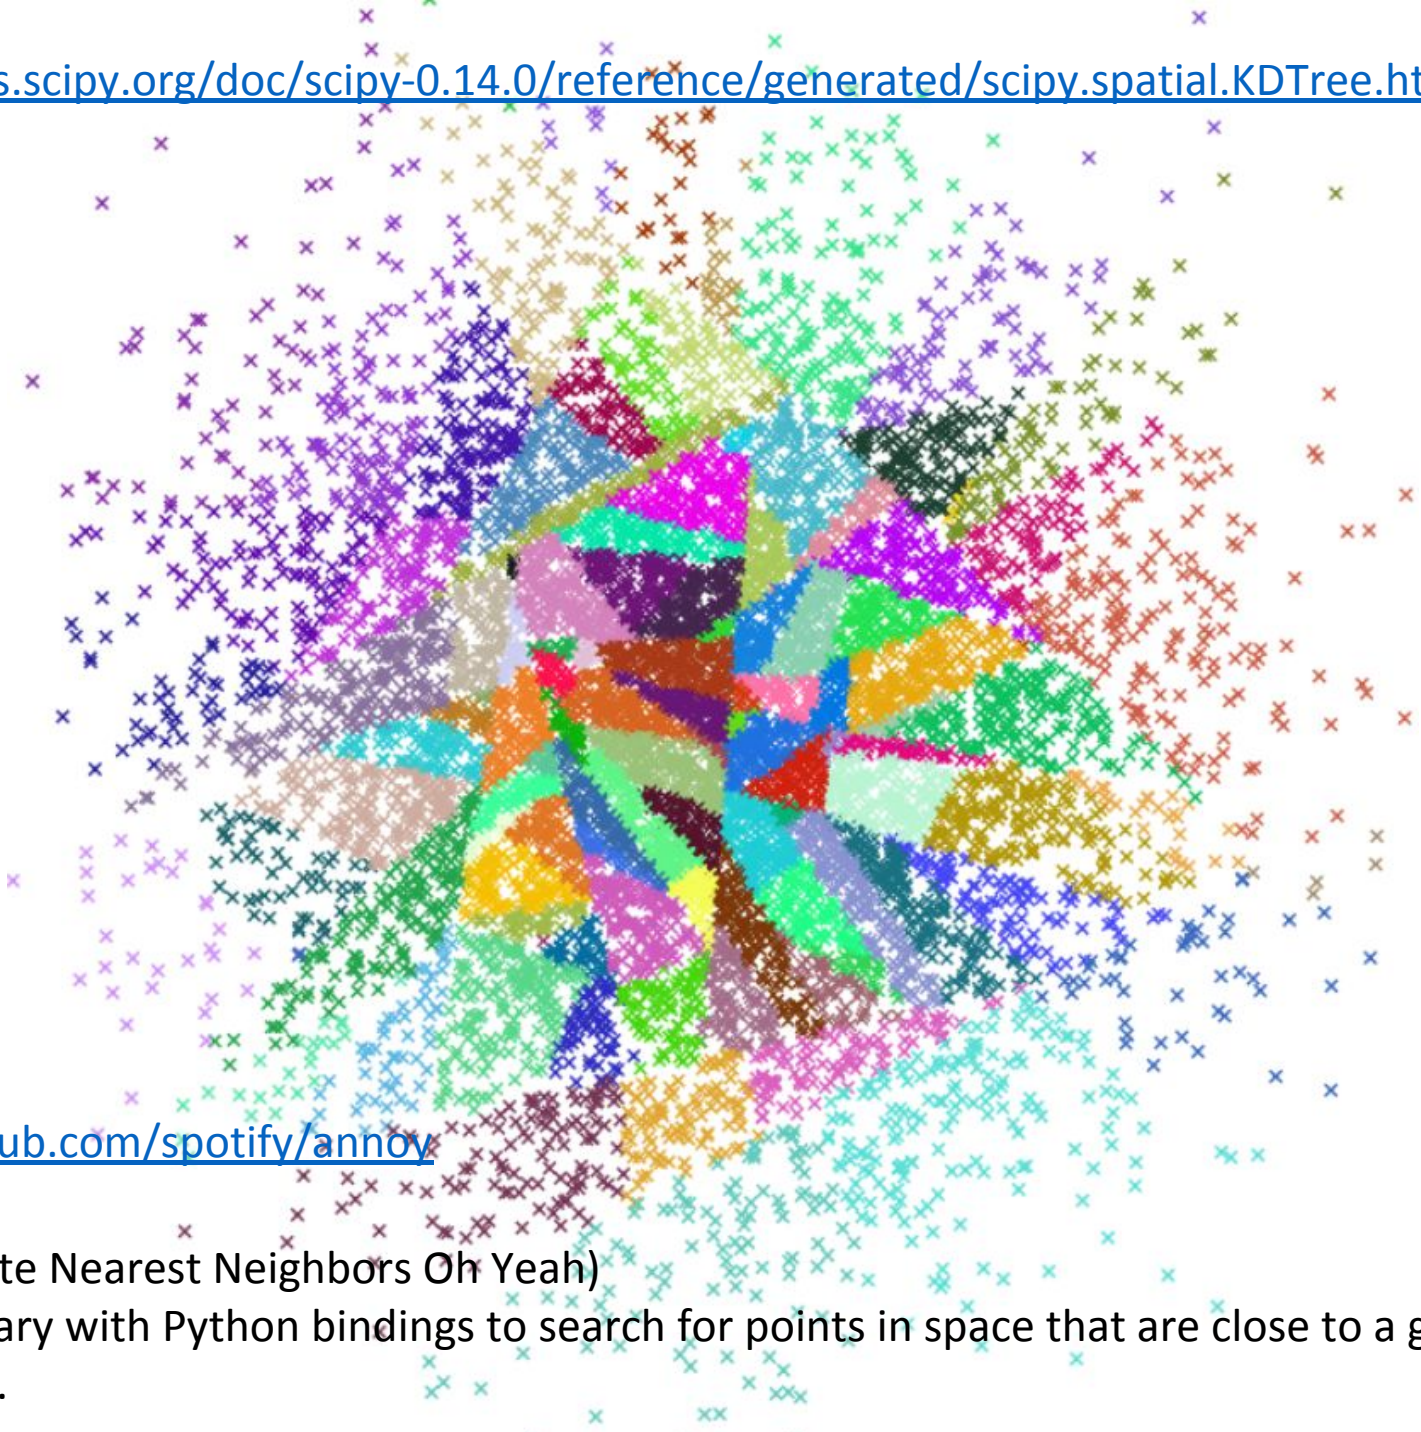 s.scipy.org/doc/scipy-0.14.0/reference/generated/scipy.spatial.KDTree.ht
ub.com/spotify/annoy
te Nearest Neighbors Oh Yeah)
ary with Python bindings to search for points in space that are close to a g
.